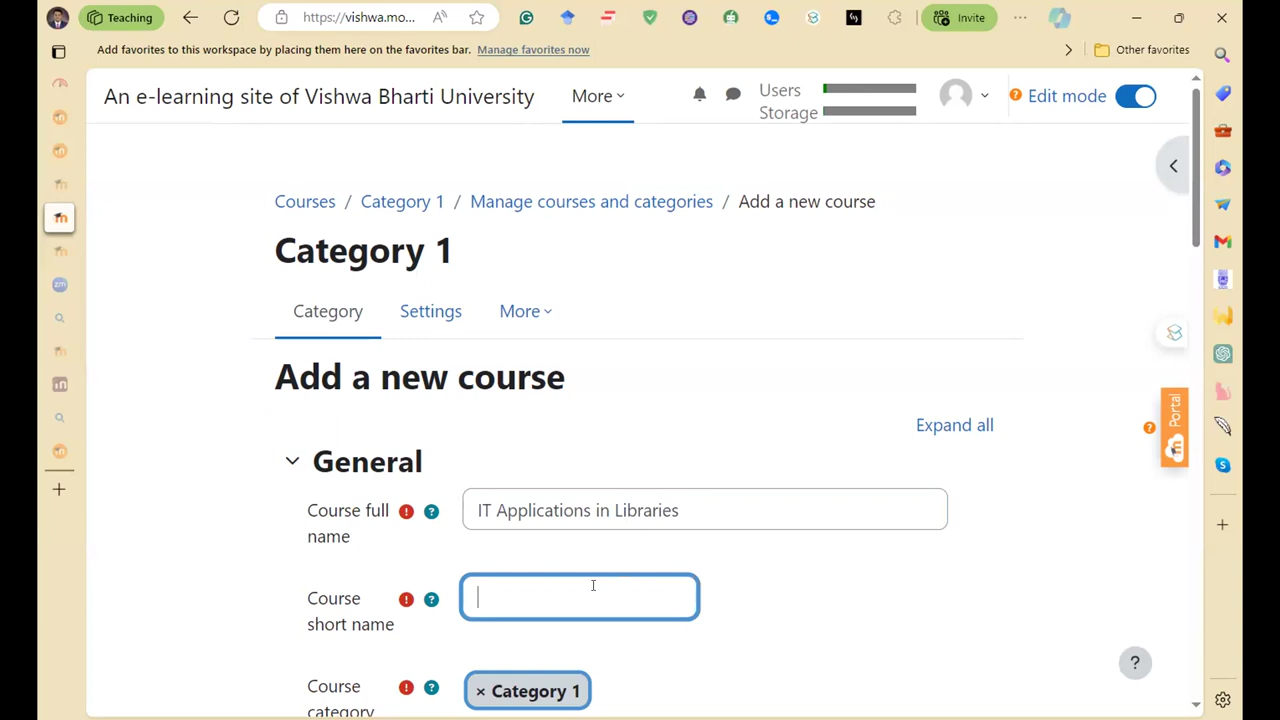 Teaching
https://vishwa.mo...
Invite
Add favorites to this workspace by placing them here on the favorites bar. Manage favorites now
Other favorites
An e-learning site of Vishwa Bharti University
More
Users
Storage
Edit mode
Courses / Category 1 / Manage courses and categories / Add a new course
Category 1
Category
Settings
More
Add a new course
Expand all
Portal
General
Course full name
IT Applications in Libraries
Course short name
Course category
× Category 1